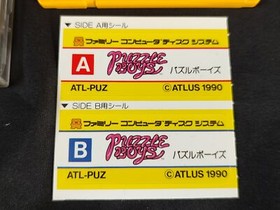 ▼SIDE A用シール
ファミリー コンピュータ ディスク システム
A
PUZZLE BOYS
パズルボーイズ
ATL-PUZ
© ATLUS 1990
▼SIDE B用シール
ファミリー コンピュータ ディスク システム
B
PUZZLE BOYS
パズルボーイズ
ATL-PUZ
© ATLUS 1990